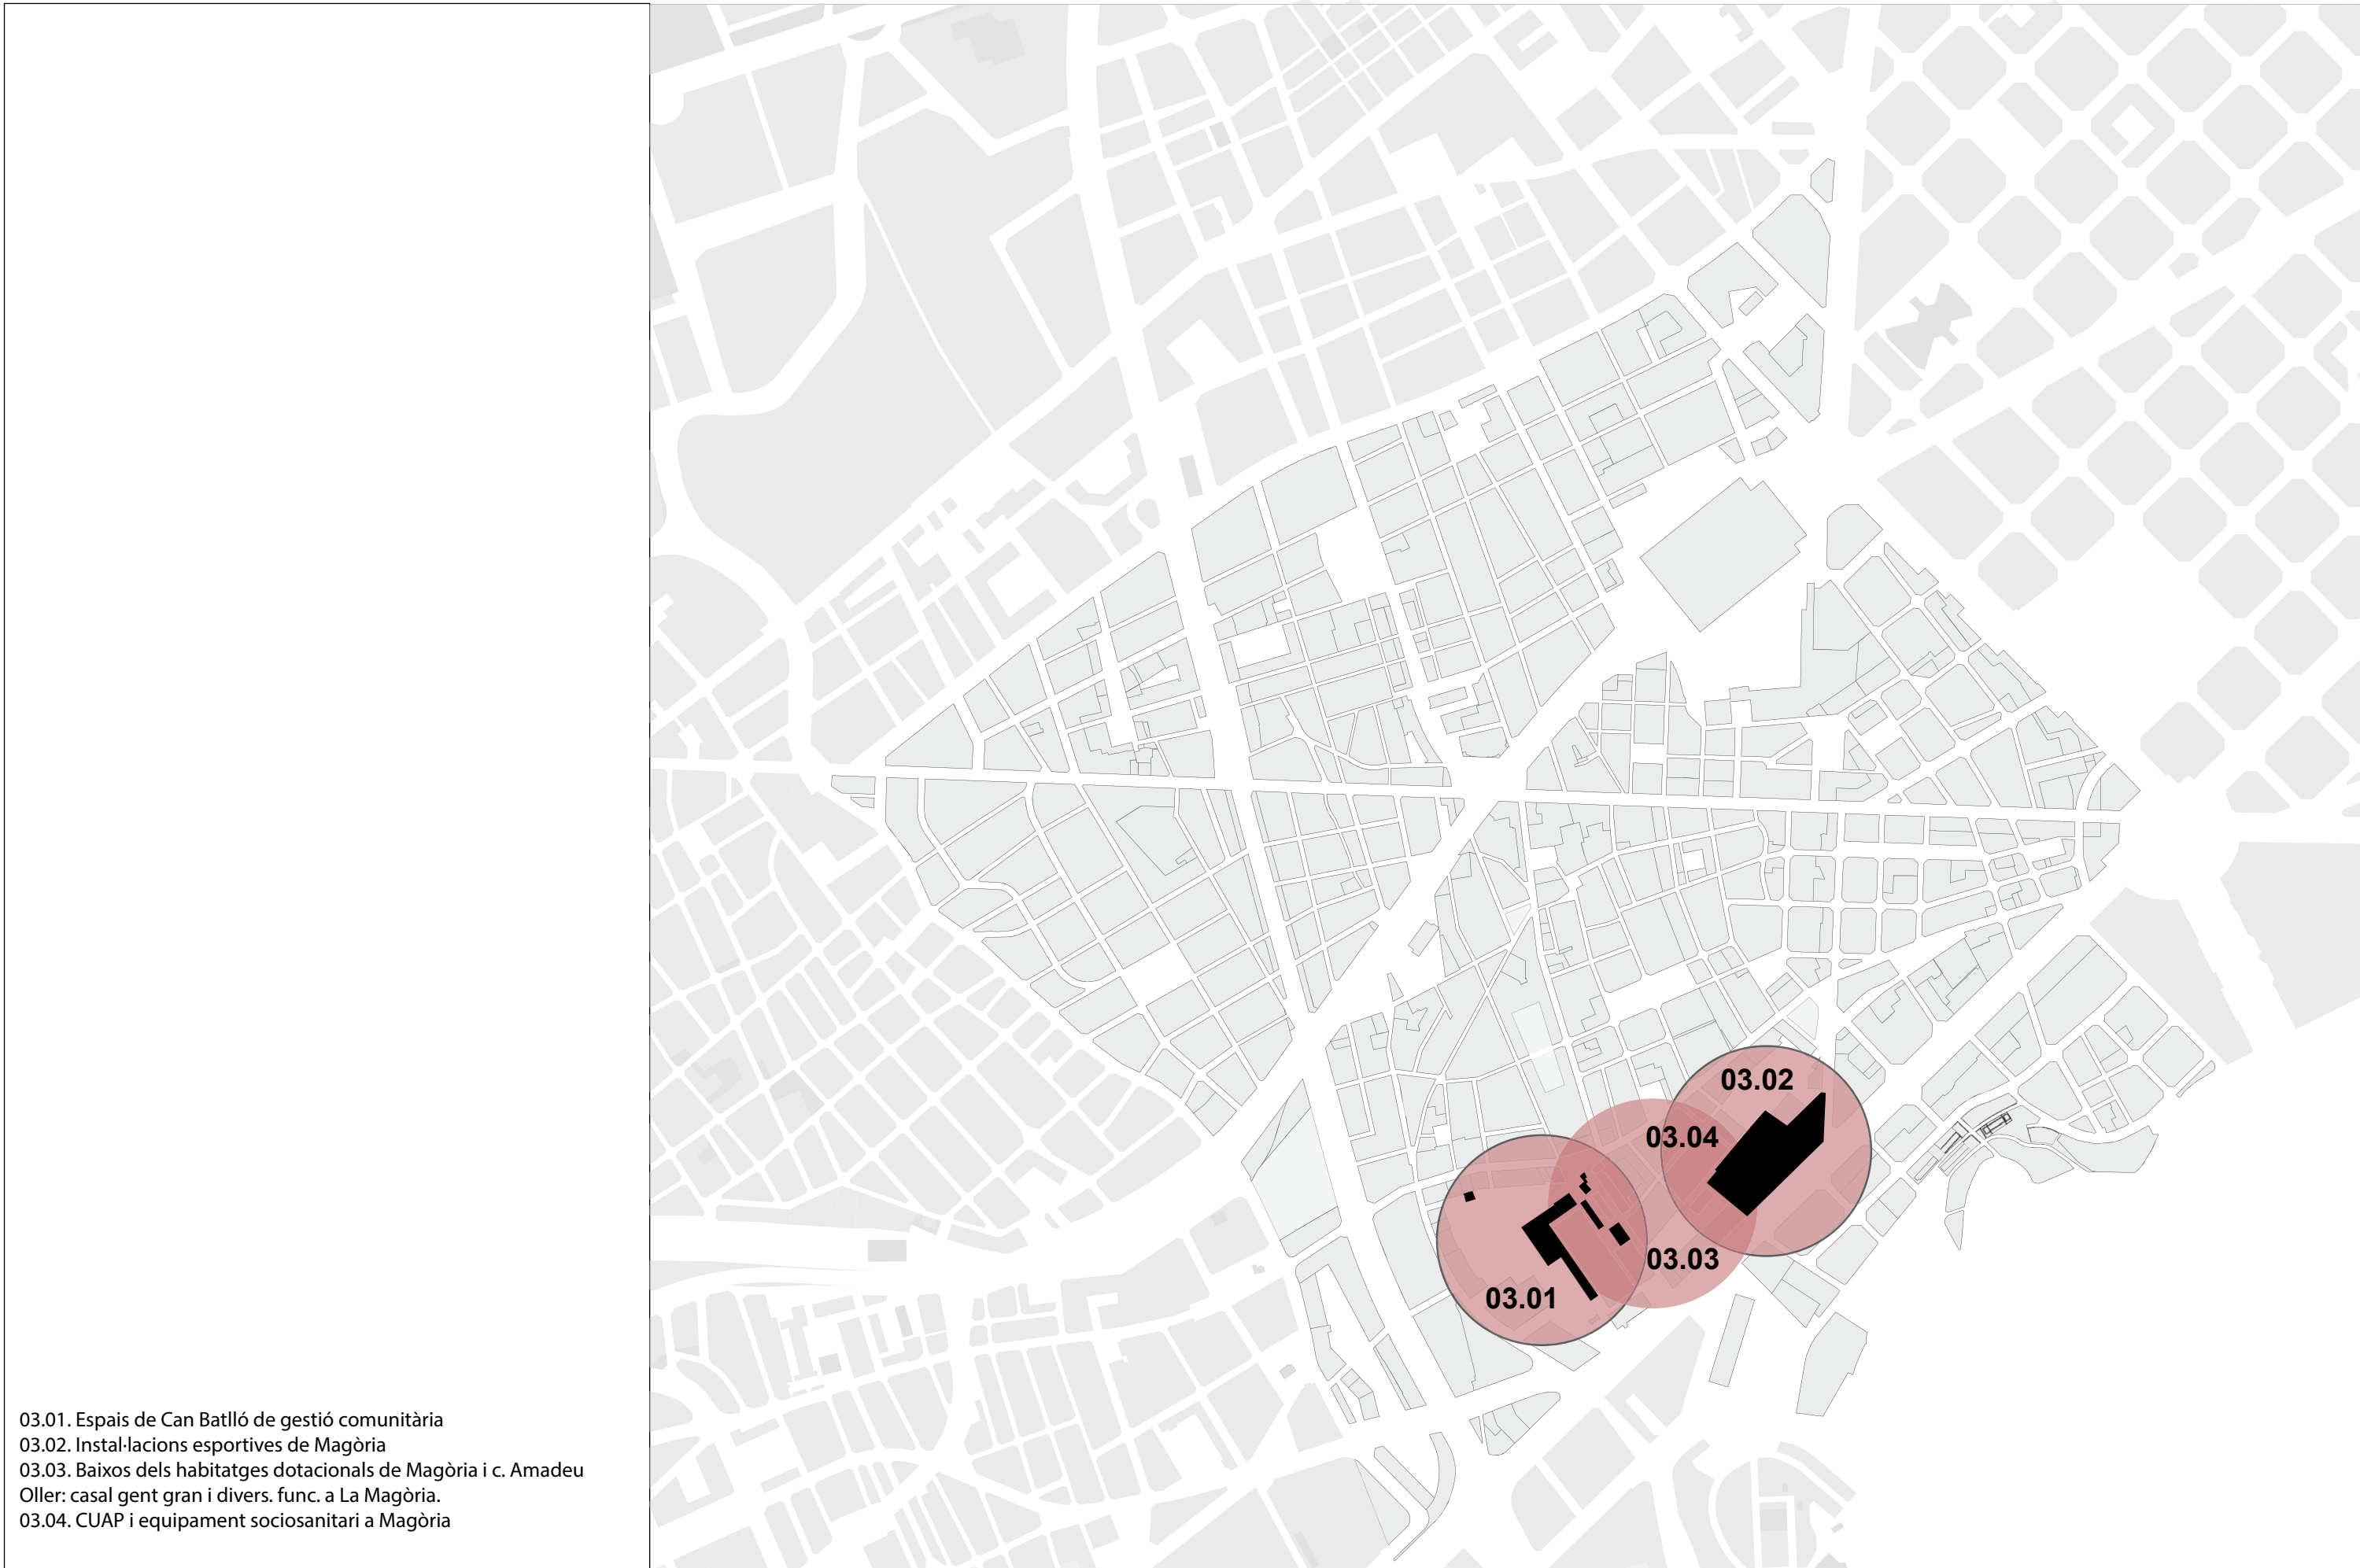 03.02
03.04
03.03
03.01
03.01. Espais de Can Batlló de gestió comunitària
03.02. Instal·lacions esportives de Magòria
03.03. Baixos dels habitatges dotacionals de Magòria i c. Amadeu
Oller: casal gent gran i divers. func. a La Magòria.
03.04. CUAP i equipament sociosanitari a Magòria